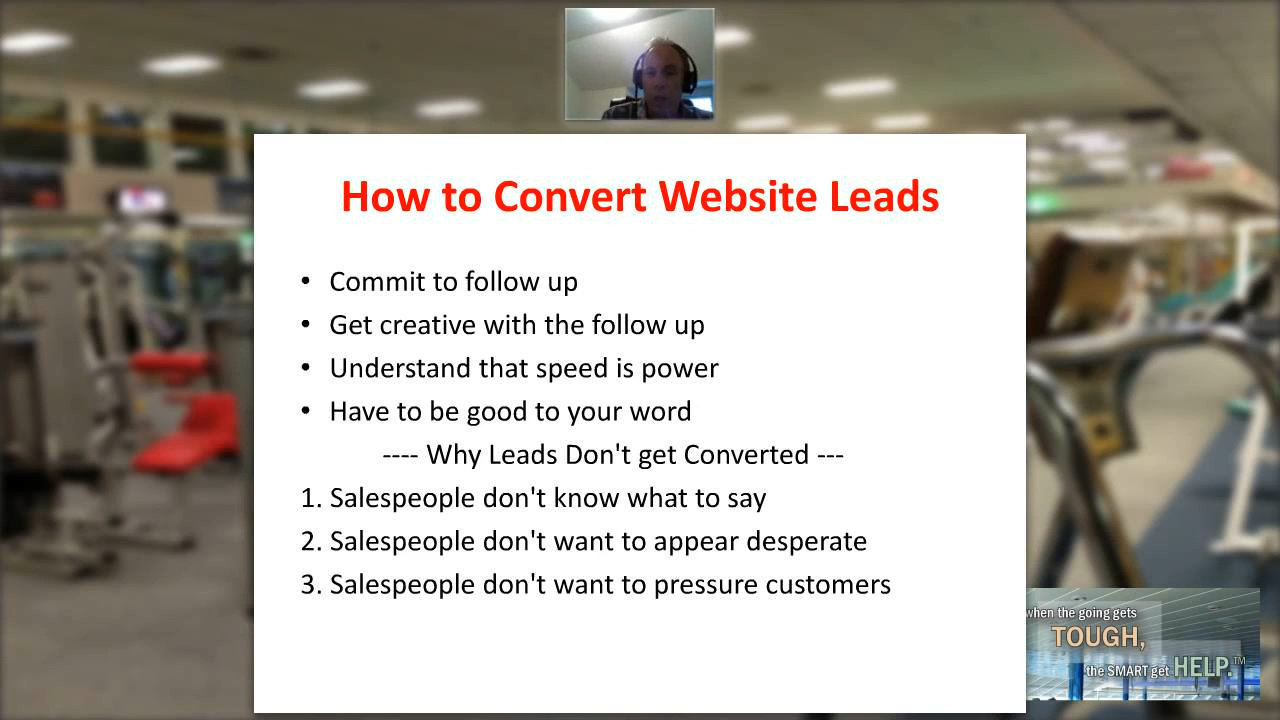 How to Convert Website Leads
• Commit to follow up
• Get creative with the follow up
• Understand that speed is power
• Have to be good to your word
---- Why Leads Don't get Converted ---
1. Salespeople don't know what to say
2. Salespeople don't want to appear desperate
3. Salespeople don't want to pressure customers
when the going gets
TOUGH,
the SMART get HELP.™